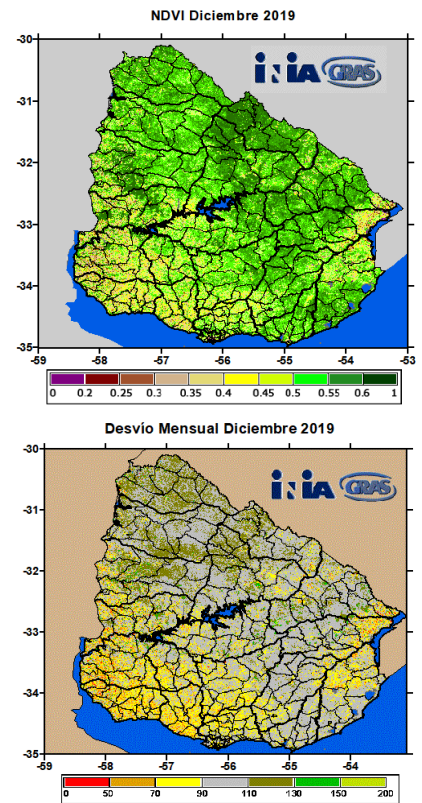 NDVI Diciembre 2019
-30
iniA GRAS
-31
-32
-33
-34
-35
-59 -58 -57 -56 -55 -54 -53
0 0.2 0.25 0.3 0.35 0.4 0.45 0.5 0.55 0.6 1
Desvío Mensual Diciembre 2019
-30
iniA GRAS
-31
-32
-33
-34
-35
-59 -58 -57 -56 -55 -54
0 50 70 90 110 130 150 200